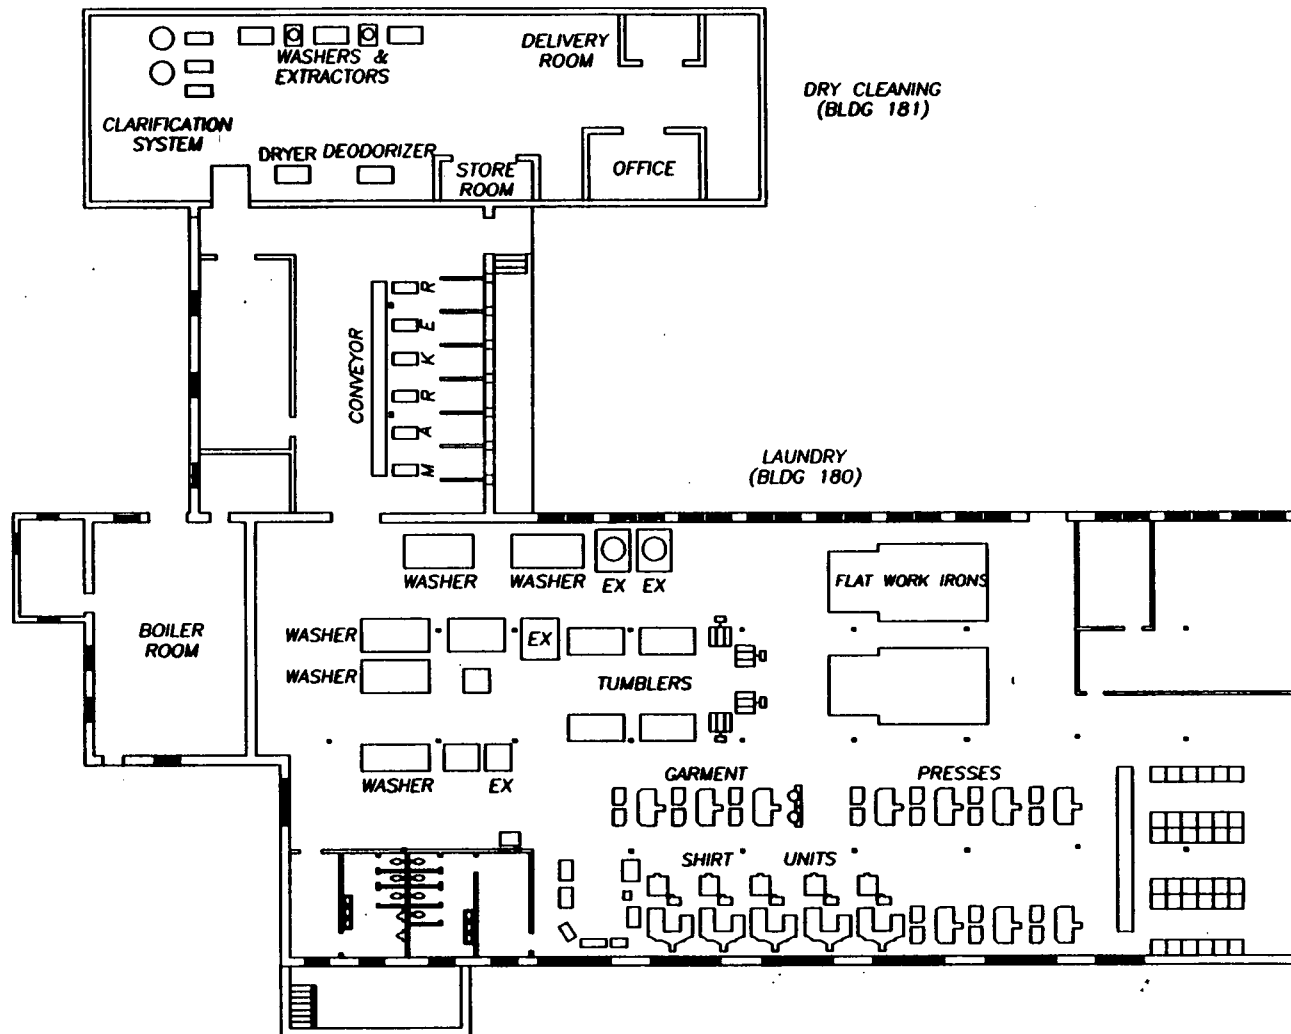 DELIVERY
ROOM
WASHERS &
EXTRACTORS
DRY CLEANING
(BLDG 181)
CLARIFICATION
SYSTEM
DRYER
DEODORIZER
STORE
ROOM
OFFICE
CONVEYOR
MARKER
LAUNDRY
(BLDG 180)
WASHER
WASHER
EX
EX
FLAT WORK IRONS
BOILER
ROOM
WASHER
EX
WASHER
TUMBLERS
WASHER
EX
GARMENT
PRESSES
SHIRT
UNITS